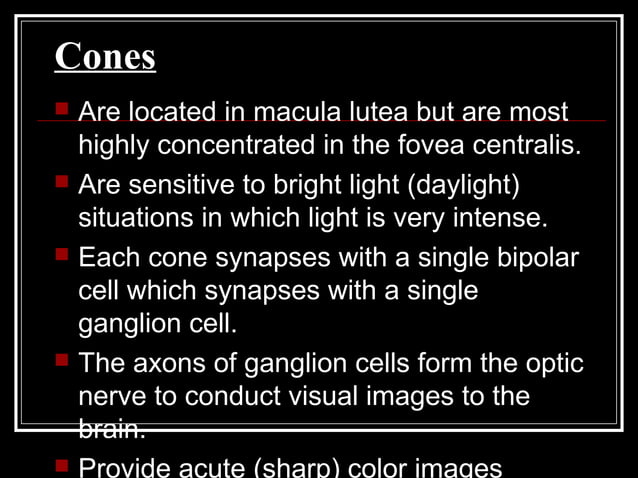 Cones
Are located in macula lutea but are most
highly concentrated in the fovea centralis.
Are sensitive to bright light (daylight)
situations in which light is very intense.
Each cone synapses with a single bipolar
cell which synapses with a single
ganglion cell.
The axons of ganglion cells form the optic
nerve to conduct visual images to the
brain.
Provide acute (sharp) color images